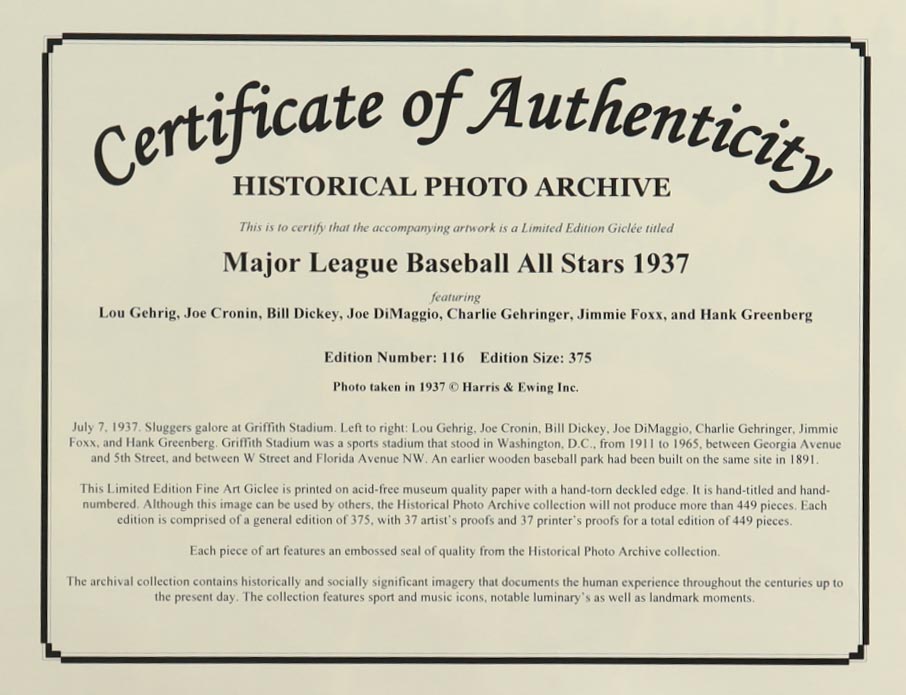 Certificate of Authenticity
HISTORICAL PHOTO ARCHIVE
This is to certify that the accompanying artwork is a Limited Edition Giclée titled
Major League Baseball All Stars 1937
featuring
Lou Gehrig, Joe Cronin, Bill Dickey, Joe DiMaggio, Charlie Gehringer, Jimmie Foxx, and Hank Greenberg
Edition Number: 116 Edition Size: 375
Photo taken in 1937 © Harris & Ewing Inc.
July 7, 1937. Sluggers galore at Griffith Stadium. Left to right: Lou Gehrig, Joe Cronin, Bill Dickey, Joe DiMaggio, Charlie Gehringer, Jimmie
Foxx, and Hank Greenberg. Griffith Stadium was a sports stadium that stood in Washington, D.C., from 1911 to 1965, between Georgia Avenue
and 5th Street, and between W Street and Florida Avenue NW. An earlier wooden baseball park had been built on the same site in 1891.
This Limited Edition Fine Art Giclee is printed on acid-free museum quality paper with a hand-torn deckled edge. It is hand-titled and hand-
numbered. Although this image can be used by others, the Historical Photo Archive collection will not produce more than 449 pieces. Each
edition is comprised of a general edition of 375, with 37 artist's proofs and 37 printer's proofs for a total edition of 449 pieces.
Each piece of art features an embossed seal of quality from the Historical Photo Archive collection.
The archival collection contains historically and socially significant imagery that documents the human experience throughout the centuries up to
the present day. The collection features sport and music icons, notable luminary's as well as landmark moments.